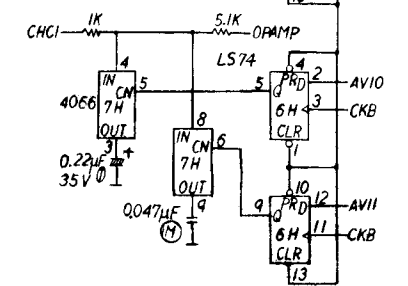 1K
5.1K
CHC1
OPAMP
LS74
4
IN
CN
5
4066
7H
OUT
3
0.22µF
+
35V
8
IN
CN
6
7H
OUT
9
0.047µF
M
4
5
Q
PR
D
2
AV10
6H
3
CKB
CLR
1
10
9
Q
PR
D
12
AV11
6H
11
CKB
CLR
13